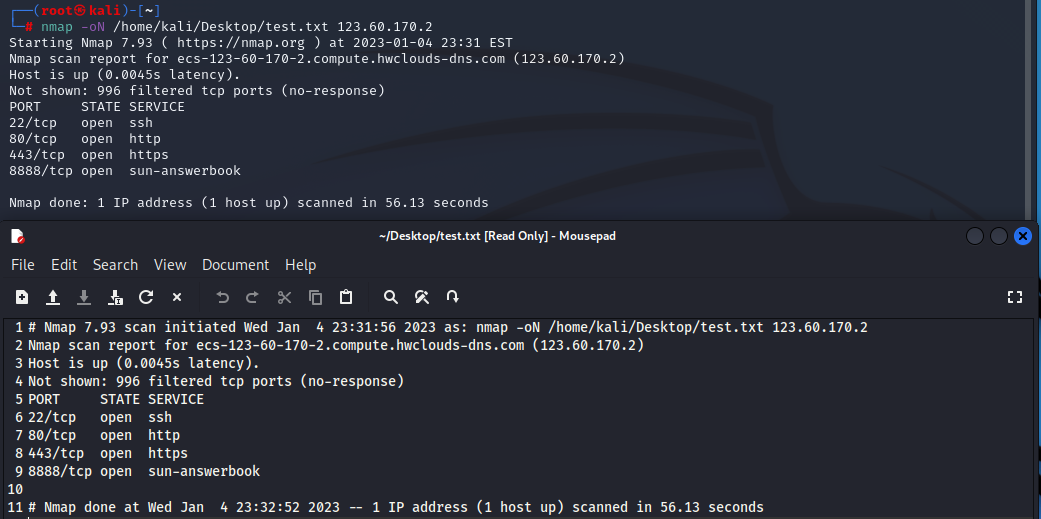 ┌──(root㉿kali)-[~]
└─# nmap -oN /home/kali/Desktop/test.txt 123.60.170.2
Starting Nmap 7.93 ( https://nmap.org ) at 2023-01-04 23:31 EST
Nmap scan report for ecs-123-60-170-2.compute.hwclouds-dns.com (123.60.170.2)
Host is up (0.0045s latency).
Not shown: 996 filtered tcp ports (no-response)
PORT     STATE SERVICE
22/tcp   open  ssh
80/tcp   open  http
443/tcp  open  https
8888/tcp open  sun-answerbook
Nmap done: 1 IP address (1 host up) scanned in 56.13 seconds
~/Desktop/test.txt [Read Only] - Mousepad
File Edit Search View Document Help
1 # Nmap 7.93 scan initiated Wed Jan  4 23:31:56 2023 as: nmap -oN /home/kali/Desktop/test.txt 123.60.170.2
2 Nmap scan report for ecs-123-60-170-2.compute.hwclouds-dns.com (123.60.170.2)
3 Host is up (0.0045s latency).
4 Not shown: 996 filtered tcp ports (no-response)
5 PORT     STATE SERVICE
6 22/tcp   open  ssh
7 80/tcp   open  http
8 443/tcp  open  https
9 8888/tcp open  sun-answerbook
10
11 # Nmap done at Wed Jan  4 23:32:52 2023 -- 1 IP address (1 host up) scanned in 56.13 seconds